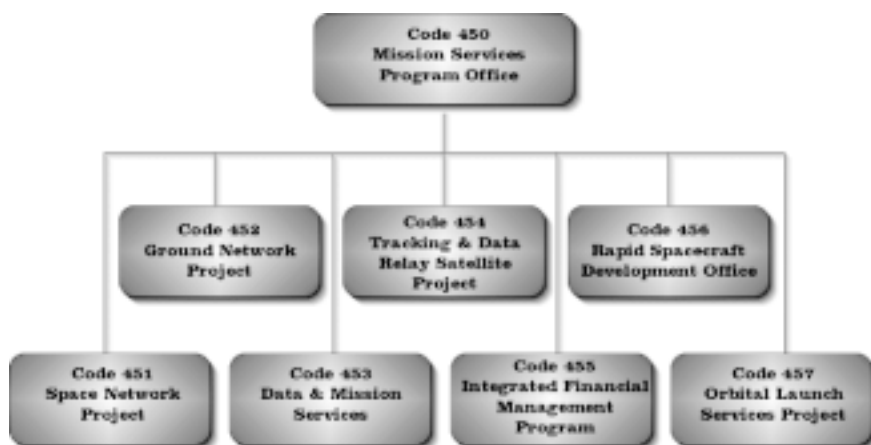 Code 450
Mission Services
Program Office
Code 452
Ground Network
Project
Code 454
Tracking & Data
Relay Satellite
Project
Code 456
Rapid Spacecraft
Development Office
Code 451
Space Network
Project
Code 453
Data & Mission
Services
Code 455
Integrated Financial
Management
Program
Code 457
Orbital Launch
Services Project